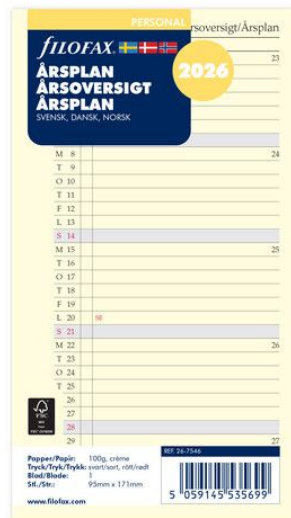 PERSONAL
rsoversigt/Årsplan
fILOFAX.
2026
ÅRSPLAN
ÅRSOVERSIGT
ÅRSPLAN
SVENSK, DANSK, NORSK
23
M 8 24
T 9
O 10
T 11
F 12
L 13
S 14
M 15 25
T 16
O 17
T 18
F 19
L 20 SE
S 21
M 22 26
T 23
O 24
T 25
26
27
28
29 27
FSC
Papper/Papir: 100g, créme
Tryck/Tryk/Trykk: svart/sort, rött/rødt
Blad/Blade: 1
Stl./Str.: 95mm x 171mm
www.filofax.com
REF. 26-7546
5 059145 535699